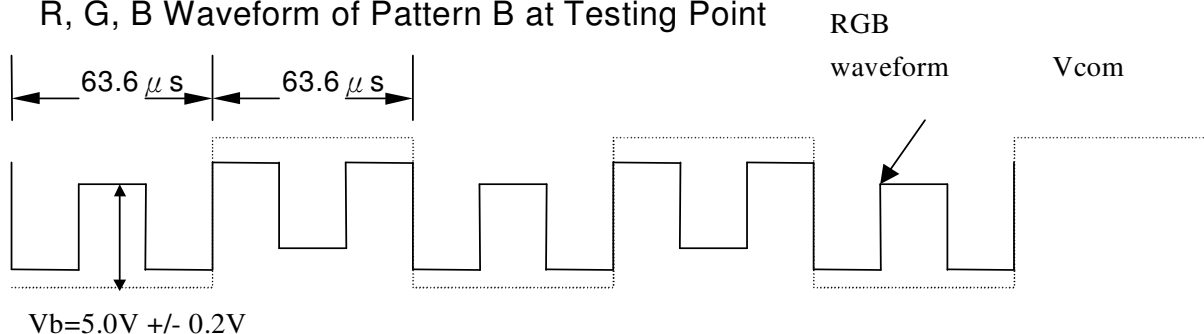 R, G, B Waveform of Pattern B at Testing Point
RGB
waveform
Vcom
63.6 μ s
63.6 μ s
Vb=5.0V +/- 0.2V